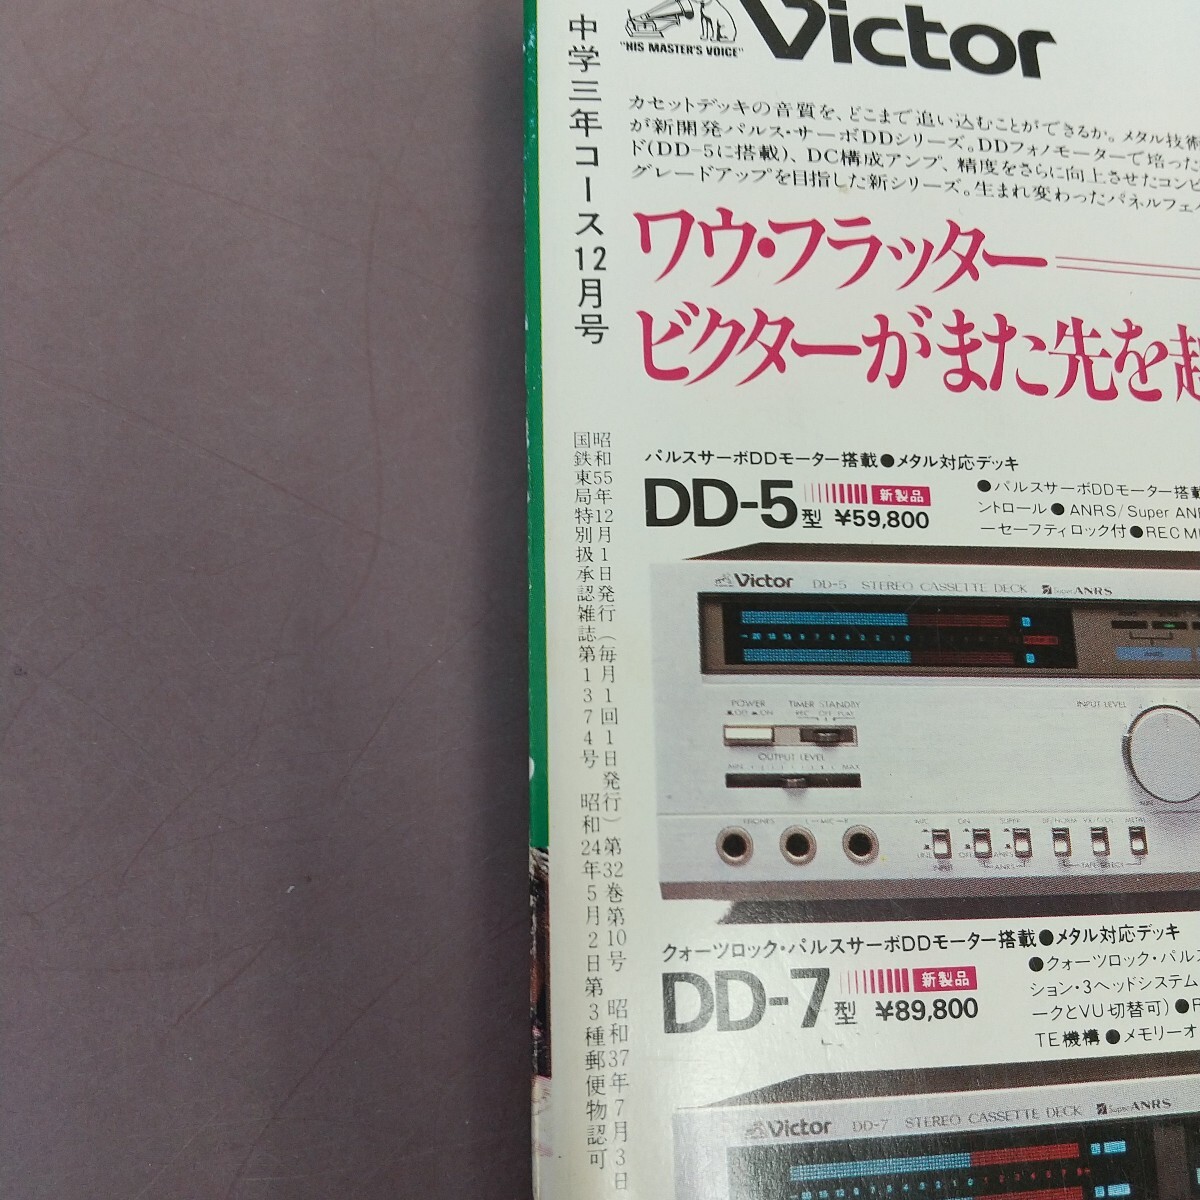 中学三年コース12月号
昭和55年12月1日発行(毎月1回1日発行)第32巻第10号 昭和37年7月3日
国鉄東局特別扱承認雑誌第1374号 昭和24年5月2日第3種郵便物認可
"HIS MASTER'S VOICE"
Victor
カセットデッキの音質を、どこまで追い込むことができるか。メタル技術
が新開発パルス・サーボDDシリーズ。DDフォノモーターで培った
ド(DD-5に搭載)、DC構成アンプ、精度をさらに向上させたコンピ
グレードアップを目指した新シリーズ。生まれ変わったパネルフェイ
ワウ・フラッター
ビクターがまた先を超
パルスサーボDDモーター搭載●メタル対応デッキ
DD-5型 新製品 ¥59,800
●パルスサーボDDモーター搭載
ントロール●ANRS/Super ANR
ーセーフティロック付●REC MU
Victor DD-5 STEREO CASSETTE DECK Super ANRS
ANRS
POWER
OFF ON
TIMER STANDBY
REC OFF PLAY
INPUT LEVEL
OUTPUT LEVEL
MIN MAX
PHONES L—MIC—R
SUPER
METAL
INPUT
ANRS
TAPE SELECT
クォーツロック・パルスサーボDDモーター搭載●メタル対応デッキ
DD-7型 新製品 ¥89,800
●クォーツロック・パルス
ション・3ヘッドシステム
ークとVU切替可)●F
TE機構●メモリーオ
Victor DD-7 STEREO CASSETTE DECK Super ANRS